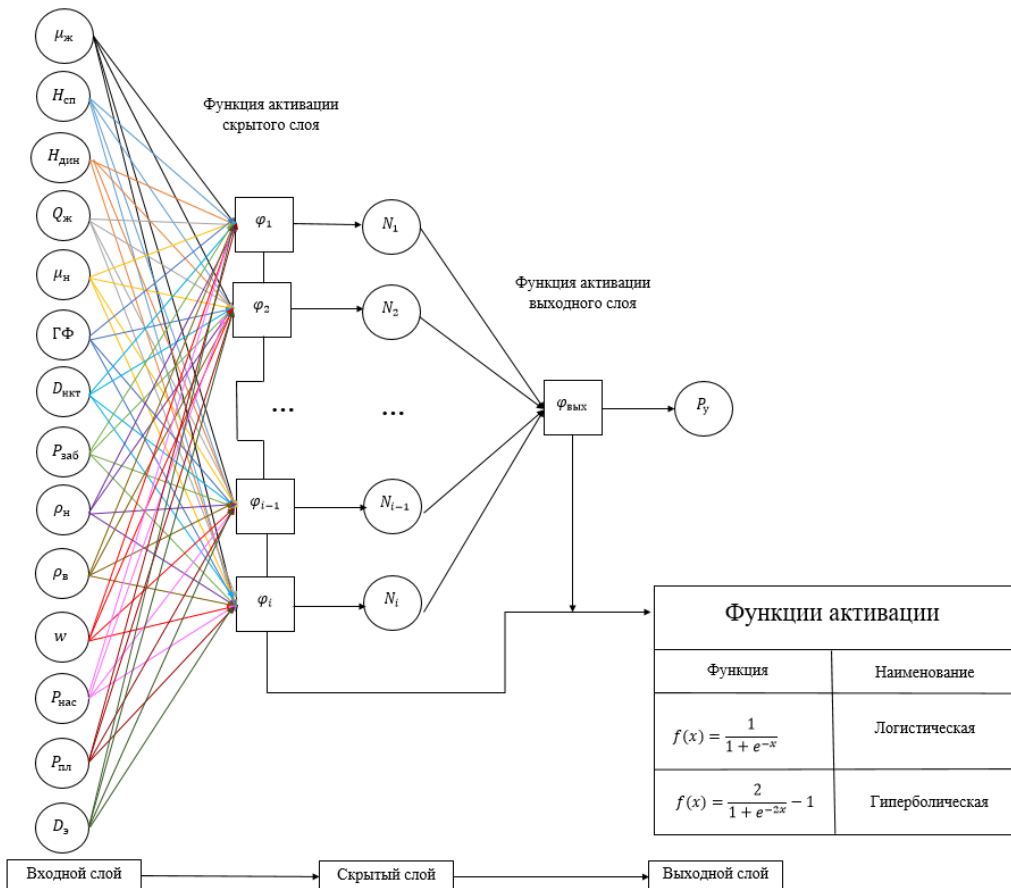 μж
Hсп
Hдин
Qж
μн
ГФ
Dнкт
Pзаб
ρн
ρв
w
Pнас
Pпл
Dэ
Функция активации
скрытого слоя
φ1
φ2
...
φi−1
φi
N1
N2
...
Ni−1
Ni
Функция активации
выходного слоя
φвых
Pу
Функции активации
Функция Наименование
f(x) = 1 / (1 + e^−x) Логистическая
f(x) = 2 / (1 + e^−2x) − 1 Гиперболическая
Входной слой Скрытый слой Выходной слой